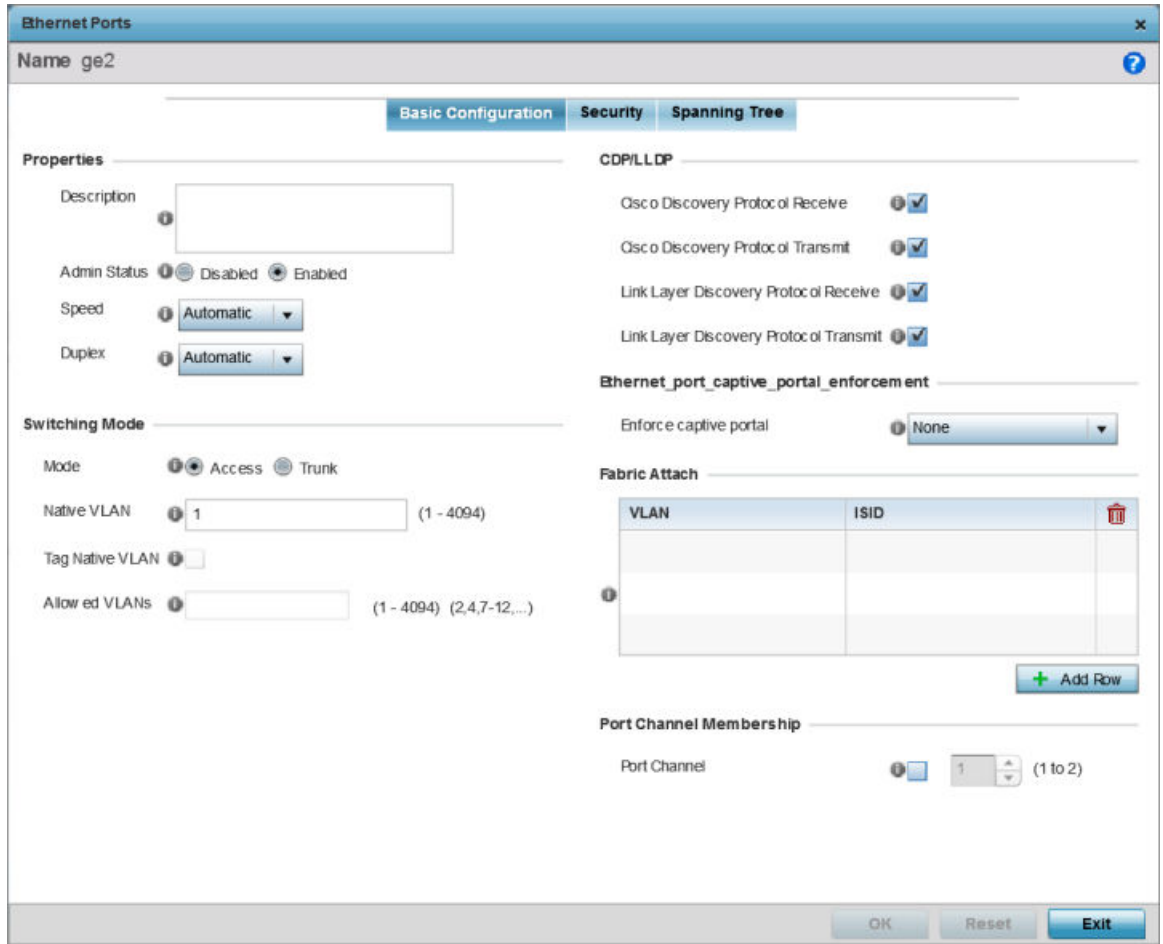 Ethernet Ports
Name ge2
Basic Configuration Security Spanning Tree
Properties
Description
Admin Status Disabled Enabled
Speed Automatic
Duplex Automatic
Switching Mode
Mode Access Trunk
Native VLAN 1 (1 - 4094)
Tag Native VLAN
Allowed VLANs (1 - 4094) (2,4,7-12,...)
CDP/LLDP
Cisco Discovery Protocol Receive
Cisco Discovery Protocol Transmit
Link Layer Discovery Protocol Receive
Link Layer Discovery Protocol Transmit
Ethernet_port_captive_portal_enforcement
Enforce captive portal None
Fabric Attach
VLAN ISID
+ Add Row
Port Channel Membership
Port Channel 1 (1 to 2)
OK Reset Exit